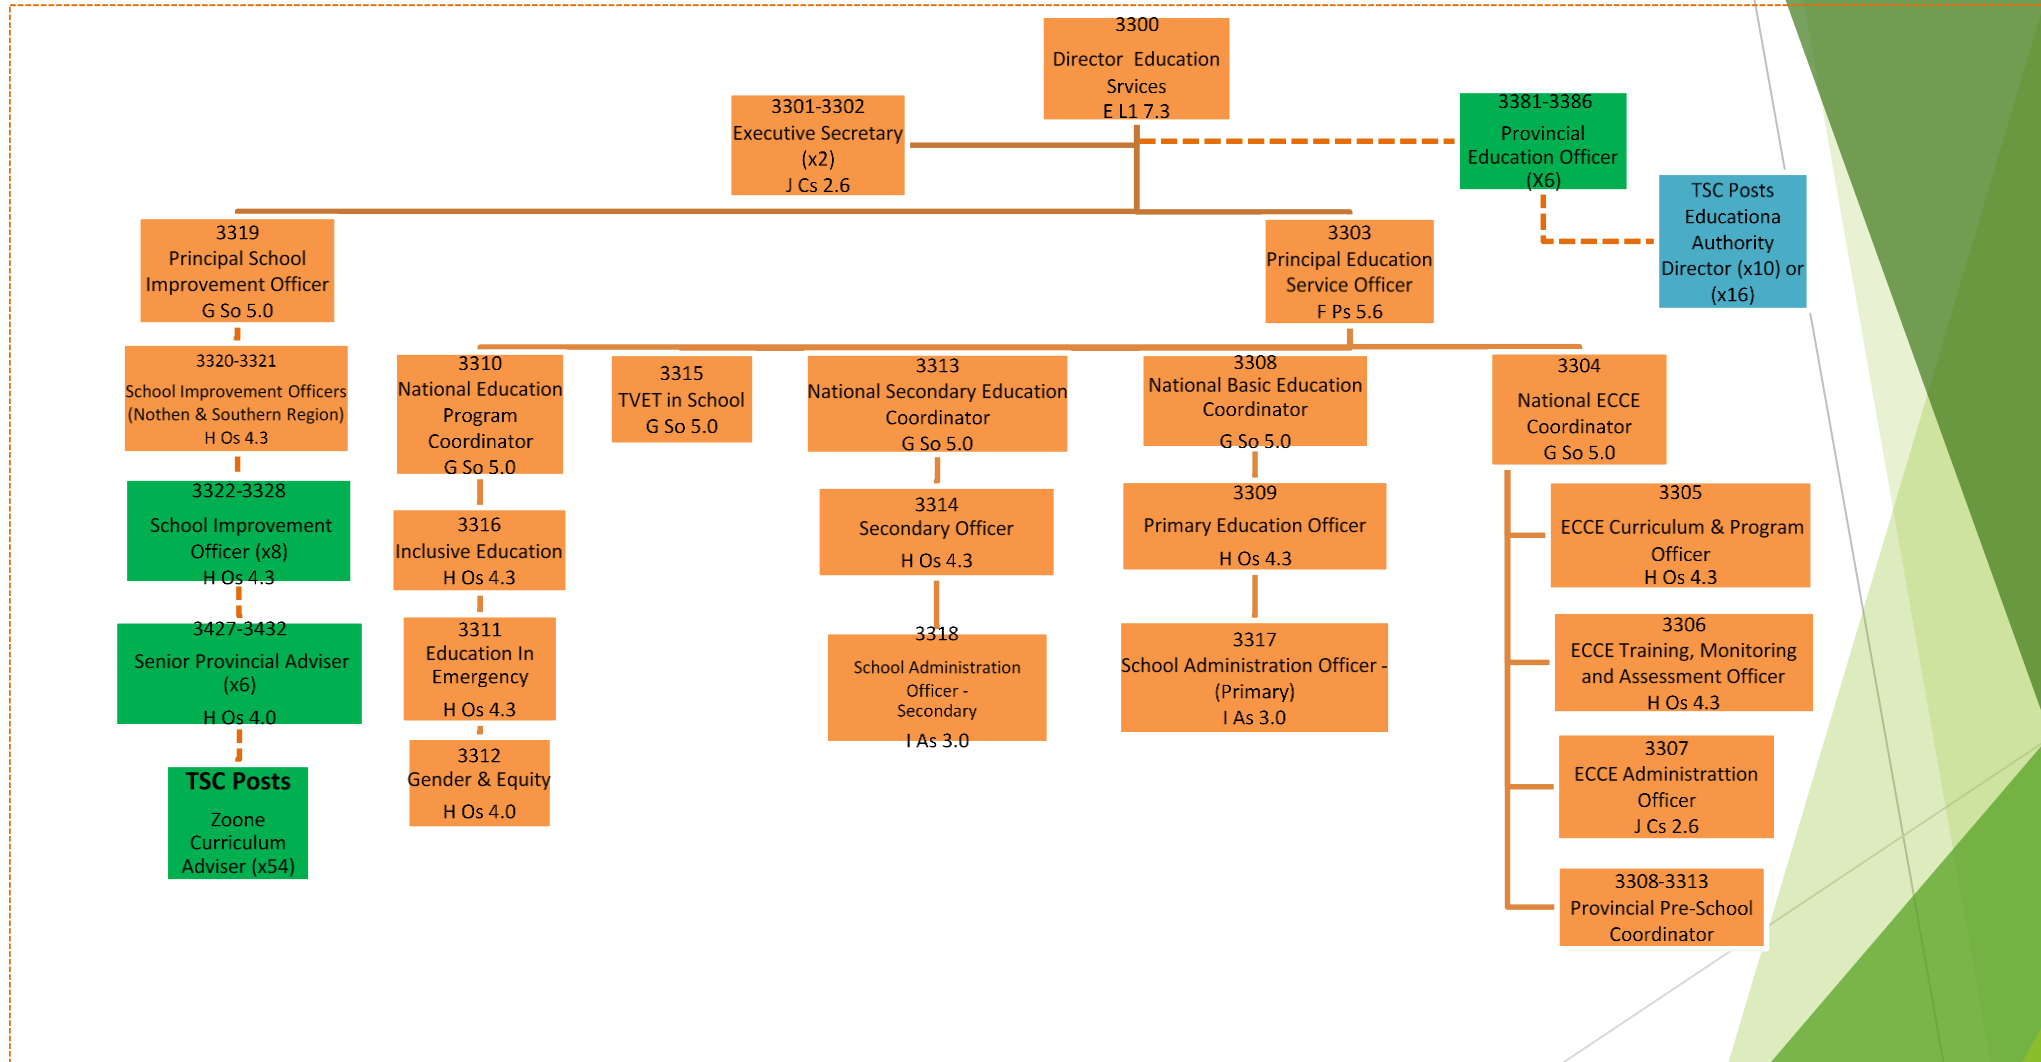 3300
Director  Education
Srvices
E L1 7.3
3301-3302
Executive Secretary
(x2)
J Cs 2.6
3381-3386
Provincial
Education Officer
(X6)
TSC Posts
Educationa
Authority
Director (x10) or
(x16)
3319
Principal School
Improvement Officer
G So 5.0
3303
Principal Education
Service Officer
F Ps 5.6
3320-3321
School Improvement Officers
(Nothen & Southern Region)
H Os 4.3
3310
National Education
Program
Coordinator
G So 5.0
3315
TVET in School
G So 5.0
3313
National Secondary Education
Coordinator
G So 5.0
3308
National Basic Education
Coordinator
G So 5.0
3304
National ECCE
Coordinator
G So 5.0
3322-3328
School Improvement
Officer (x8)
H Os 4.3
3316
Inclusive Education
H Os 4.3
3314
Secondary Officer
H Os 4.3
3309
Primary Education Officer
H Os 4.3
3305
ECCE Curriculum & Program
Officer
H Os 4.3
3427-3432
Senior Provincial Adviser
(x6)
H Os 4.0
3311
Education In
Emergency
H Os 4.3
3318
School Administration
Officer -
Secondary
I As 3.0
3317
School Administration Officer -
(Primary)
I As 3.0
3306
ECCE Training, Monitoring
and Assessment Officer
H Os 4.3
TSC Posts
Zoone
Curriculum
Adviser (x54)
3312
Gender & Equity
H Os 4.0
3307
ECCE Administrattion
Officer
J Cs 2.6
3308-3313
Provincial Pre-School
Coordinator